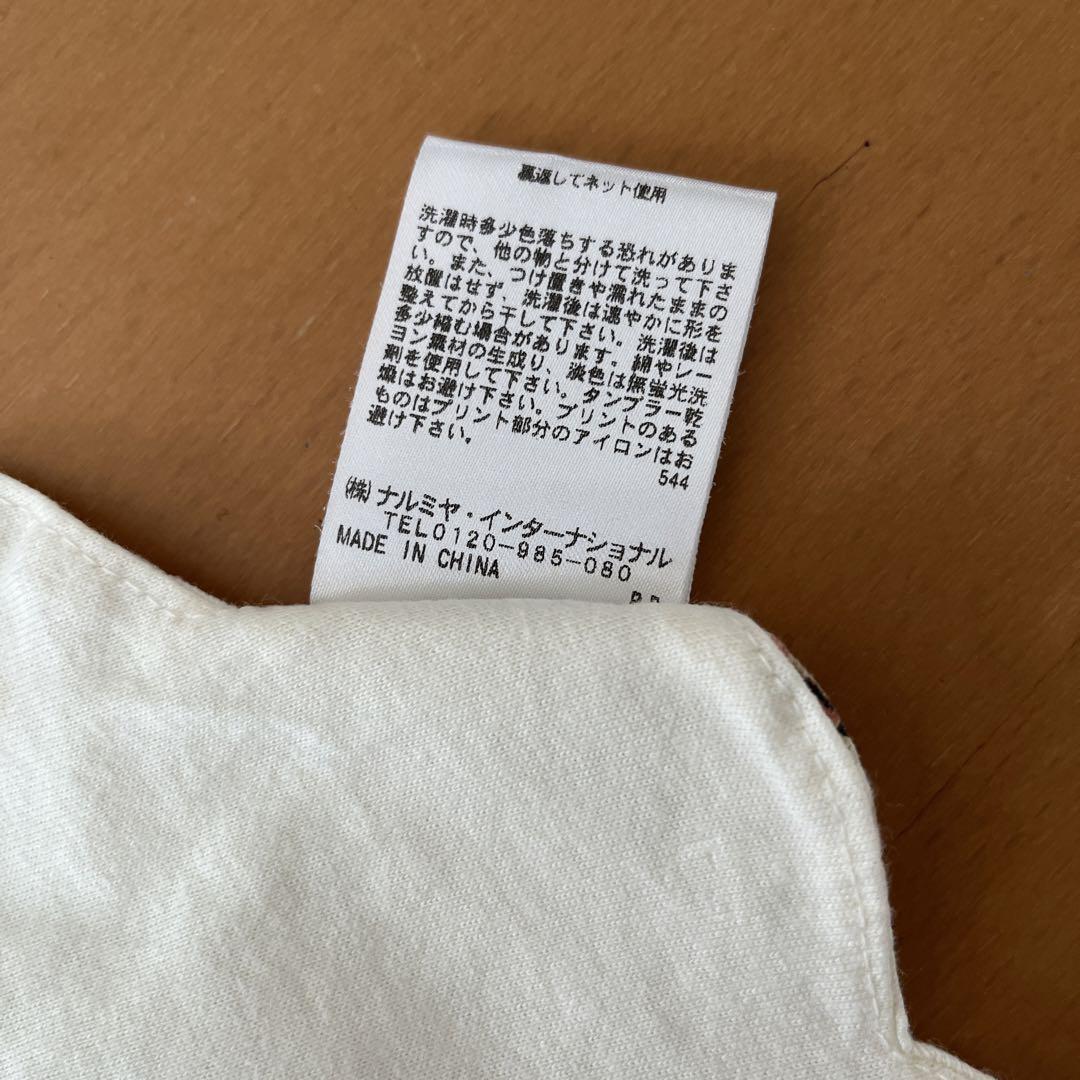 裏返してネット使用
洗濯時多少色落ちする恐れがありま
すので、他の物と分けて洗って下さ
い。また、つけ置きや濡れたままの
放置はせず、洗濯後は速やかに形を
整えてから干して下さい。洗濯後は
多少縮む場合があります。綿やレー
ヨン素材の生成り、淡色は無蛍光洗
剤を使用して下さい。タンブラー乾
燥はお避け下さい。プリントのある
ものはプリント部分のアイロンはお
避け下さい。
544
(株)ナルミヤ・インターナショナル
TEL0120-985-080
MADE IN CHINA